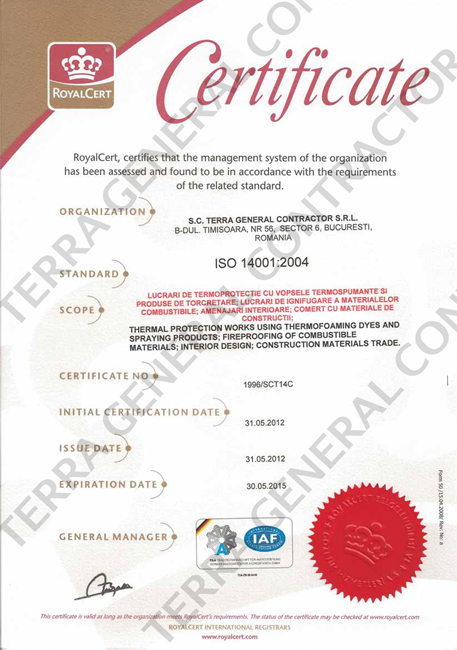 ROYALCERT
Certificate
RoyalCert, certifies that the management system of the organization
has been assessed and found to be in accordance with the requirements
of the related standard.
ORGANIZATION
S.C. TERRA GENERAL CONTRACTOR S.R.L.
B-DUL. TIMISOARA, NR 56, SECTOR 6, BUCURESTI,
ROMANIA
ISO 14001:2004
STANDARD
SCOPE
LUCRARI DE TERMOPROTECTIE CU VOPSELE TERMOSPUMANTE SI
PRODUSE DE TORCRETARE; LUCRARI DE IGNIFUGARE A MATERIALELOR
COMBUSTIBILE; AMENAJARI INTERIOARE; COMERT CU MATERIALE DE
CONSTRUCTII;
THERMAL PROTECTION WORKS USING THERMOFOAMING DYES AND
SPRAYING PRODUCTS; FIREPROOFING OF COMBUSTIBLE
MATERIALS; INTERIOR DESIGN; CONSTRUCTION MATERIALS TRADE.
CERTIFICATE NO
1996/SCT14C
INITIAL CERTIFICATION DATE
31.05.2012
ISSUE DATE
31.05.2012
EXPIRATION DATE
30.05.2015
GENERAL MANAGER
IAF
Form 50 /15.04.2008/ Rev. No: a
This certificate is valid as long as the organization meets RoyalCert's requirements. The status of the certificate may be checked at www.royalcert.com
ROYALCERT INTERNATIONAL REGISTRARS
www.royalcert.com
TERRA GENERAL CONTRACTOR
TERRA GENERAL CONTRACTOR